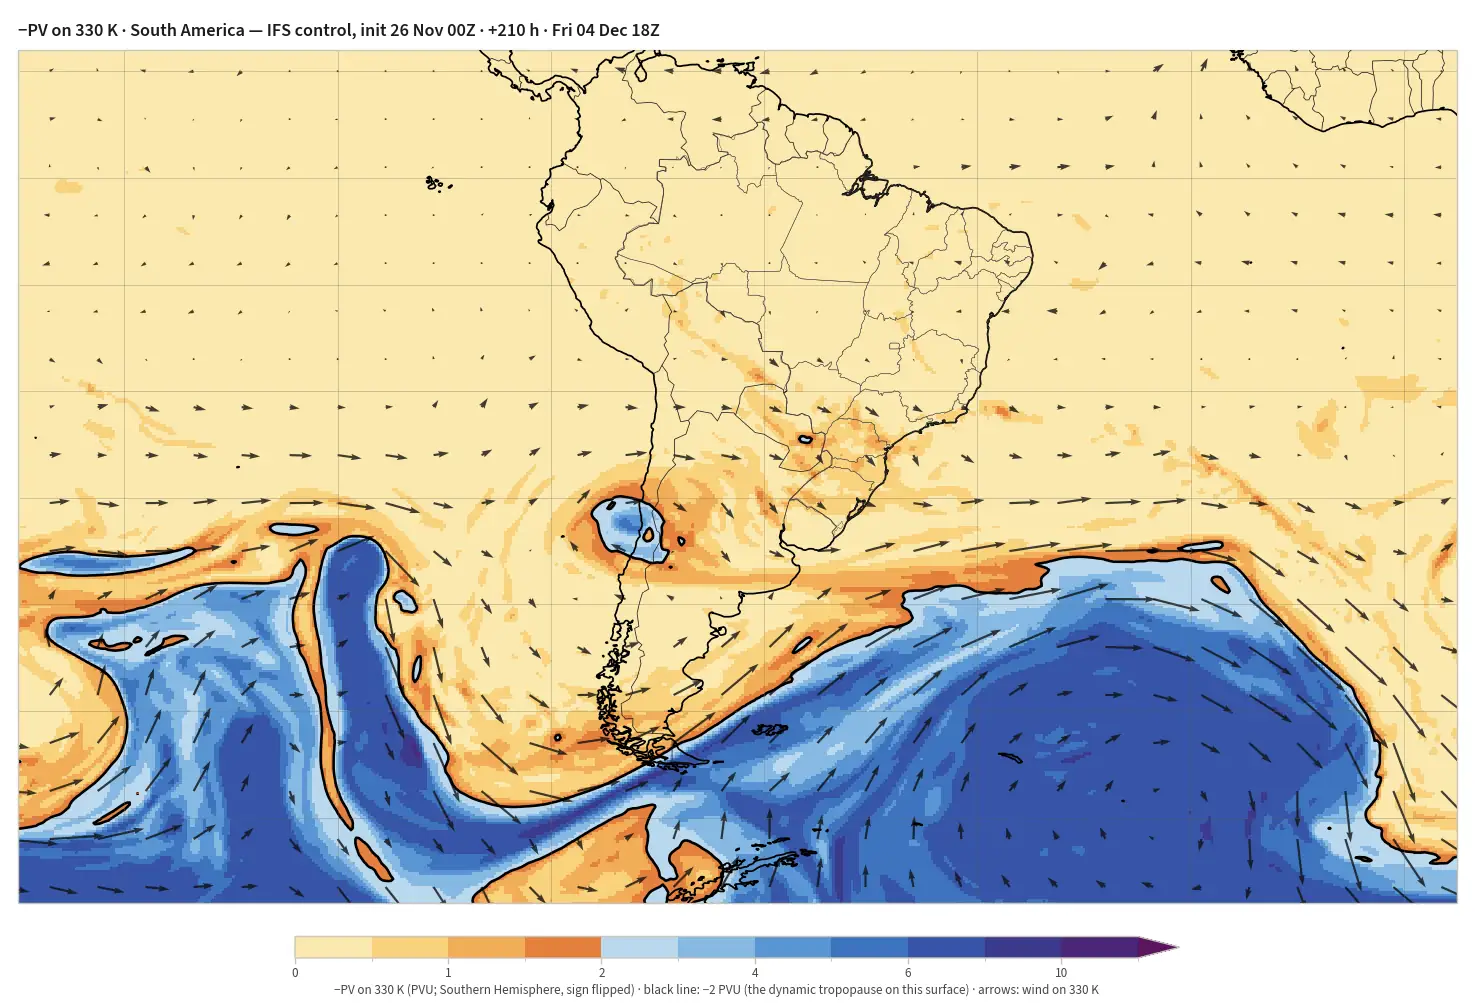 −PV on 330 K · South America — IFS control, init 26 Nov 00Z · +210 h · Fri 04 Dec 18Z
0 1 2 4 6 10
−PV on 330 K (PVU; Southern Hemisphere, sign flipped) · black line: −2 PVU (the dynamic tropopause on this surface) · arrows: wind on 330 K